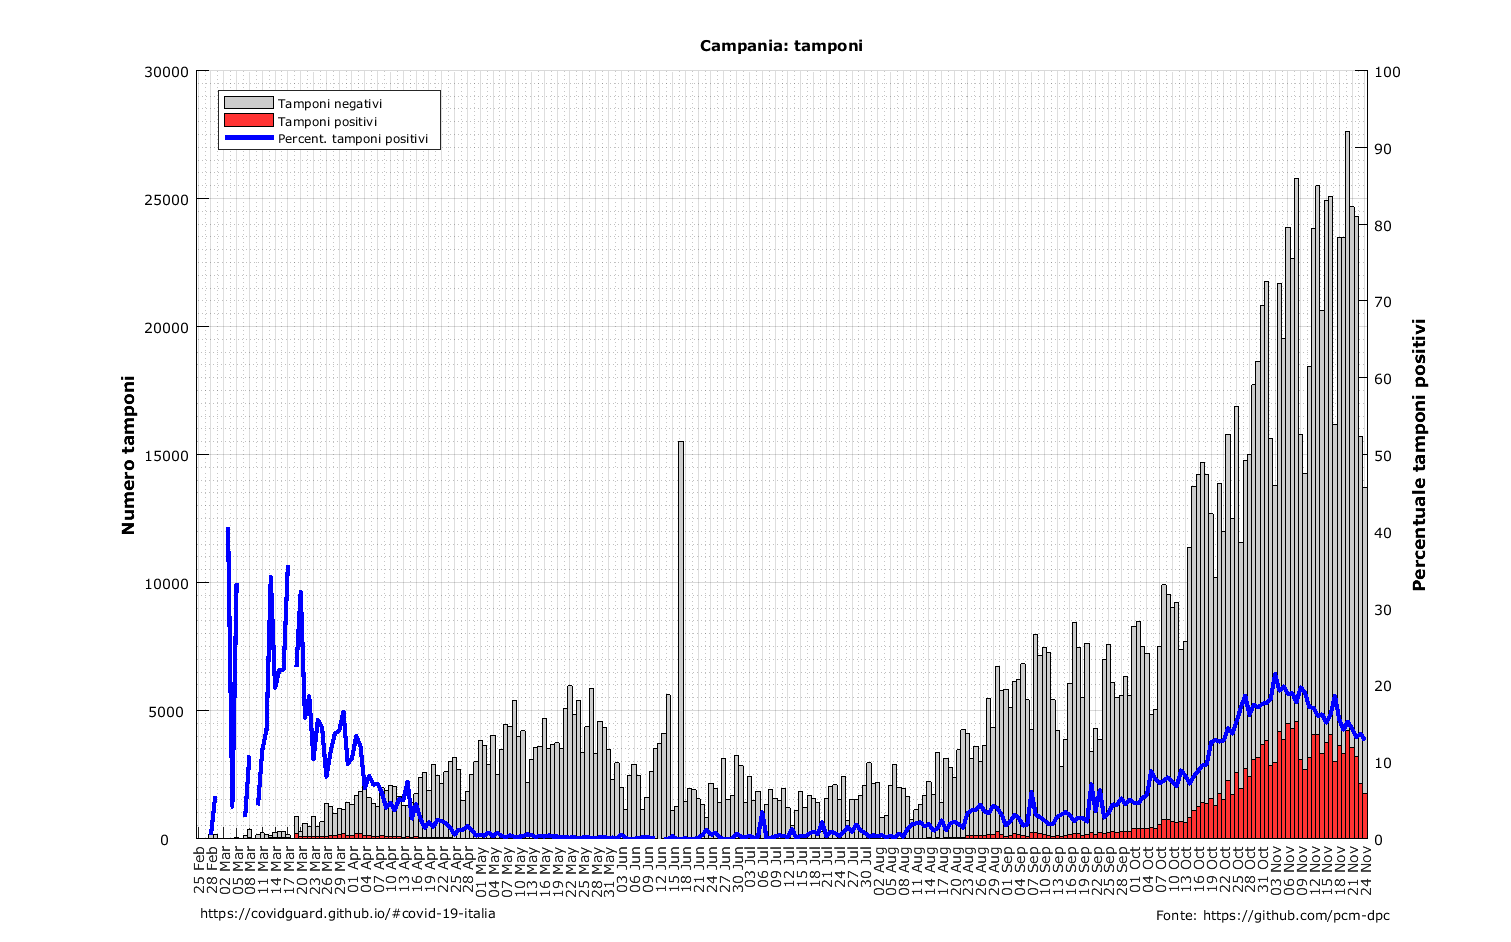 Campania: tamponi
30000
25000
20000
15000
10000
5000
0
Numero tamponi
Tamponi negativi
Tamponi positivi
Percent. tamponi positivi
100
90
80
70
60
50
40
30
20
10
0
Percentuale tamponi positivi
25 Feb
28 Feb
02 Mar
05 Mar
08 Mar
11 Mar
14 Mar
17 Mar
20 Mar
23 Mar
26 Mar
29 Mar
01 Apr
04 Apr
07 Apr
10 Apr
13 Apr
16 Apr
19 Apr
22 Apr
25 Apr
28 Apr
01 May
04 May
07 May
10 May
13 May
16 May
19 May
22 May
25 May
28 May
31 May
03 Jun
06 Jun
09 Jun
12 Jun
15 Jun
18 Jun
21 Jun
24 Jun
27 Jun
30 Jun
03 Jul
06 Jul
09 Jul
12 Jul
15 Jul
18 Jul
21 Jul
24 Jul
27 Jul
30 Jul
02 Aug
05 Aug
08 Aug
11 Aug
14 Aug
17 Aug
20 Aug
23 Aug
26 Aug
29 Aug
01 Sep
04 Sep
07 Sep
10 Sep
13 Sep
16 Sep
19 Sep
22 Sep
25 Sep
28 Sep
01 Oct
04 Oct
07 Oct
10 Oct
13 Oct
16 Oct
19 Oct
22 Oct
25 Oct
28 Oct
31 Oct
03 Nov
06 Nov
09 Nov
12 Nov
15 Nov
18 Nov
21 Nov
24 Nov
https://covidguard.github.io/#covid-19-italia
Fonte: https://github.com/pcm-dpc